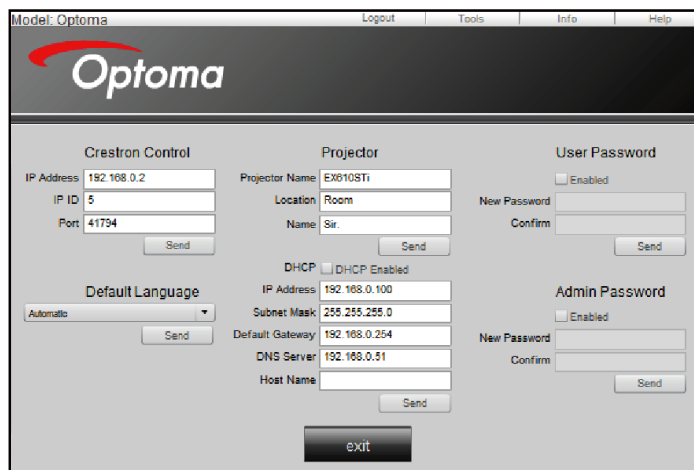 Model: Optoma
Logout Tools Info Help
Optoma
Crestron Control
IP Address 192.168.0.2
IP ID 5
Port 41794
Send
Default Language
Automatic
Send
Projector
Projector Name EX610STi
Location Room
Name Sir.
Send
DHCP DHCP Enabled
IP Address 192.168.0.100
Subnet Mask 255.255.255.0
Default Gateway 192.168.0.254
DNS Server 192.168.0.51
Host Name
Send
User Password
Enabled
New Password
Confirm
Send
Admin Password
Enabled
New Password
Confirm
Send
exit